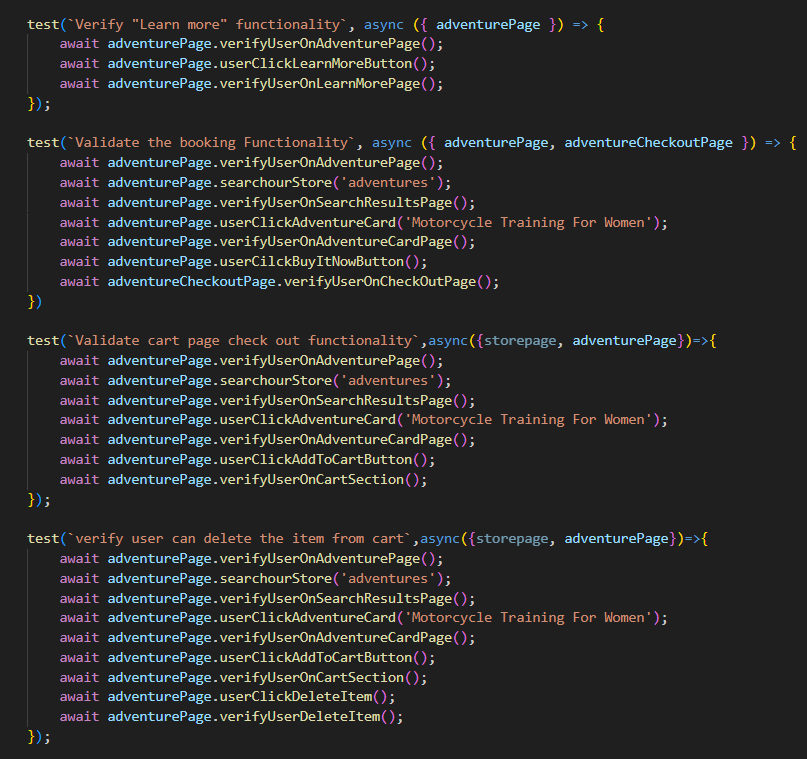 test(`Verify "Learn more" functionality`, async ({ adventurePage }) => {
    await adventurePage.verifyUserOnAdventurePage();
    await adventurePage.userClickLearnMoreButton();
    await adventurePage.verifyUserOnLearnMorePage();
});

test(`Validate the booking Functionality`, async ({ adventurePage, adventureCheckoutPage }) => {
    await adventurePage.verifyUserOnAdventurePage();
    await adventurePage.searchourStore('adventures');
    await adventurePage.verifyUserOnSearchResultsPage();
    await adventurePage.userClickAdventureCard('Motorcycle Training For Women');
    await adventurePage.verifyUserOnAdventureCardPage();
    await adventurePage.userCilckBuyItNowButton();
    await adventureCheckoutPage.verifyUserOnCheckOutPage();
})

test(`Validate cart page check out functionality`,async({storepage, adventurePage})=>{
    await adventurePage.verifyUserOnAdventurePage();
    await adventurePage.searchourStore('adventures');
    await adventurePage.verifyUserOnSearchResultsPage();
    await adventurePage.userClickAdventureCard('Motorcycle Training For Women');
    await adventurePage.verifyUserOnAdventureCardPage();
    await adventurePage.userClickAddToCartButton();
    await adventurePage.verifyUserOnCartSection();
});

test(`verify user can delete the item from cart`,async({storepage, adventurePage})=>{
    await adventurePage.verifyUserOnAdventurePage();
    await adventurePage.searchourStore('adventures');
    await adventurePage.verifyUserOnSearchResultsPage();
    await adventurePage.userClickAdventureCard('Motorcycle Training For Women');
    await adventurePage.verifyUserOnAdventureCardPage();
    await adventurePage.userClickAddToCartButton();
    await adventurePage.verifyUserOnCartSection();
    await adventurePage.userClickDeleteItem();
    await adventurePage.verifyUserDeleteItem();
});